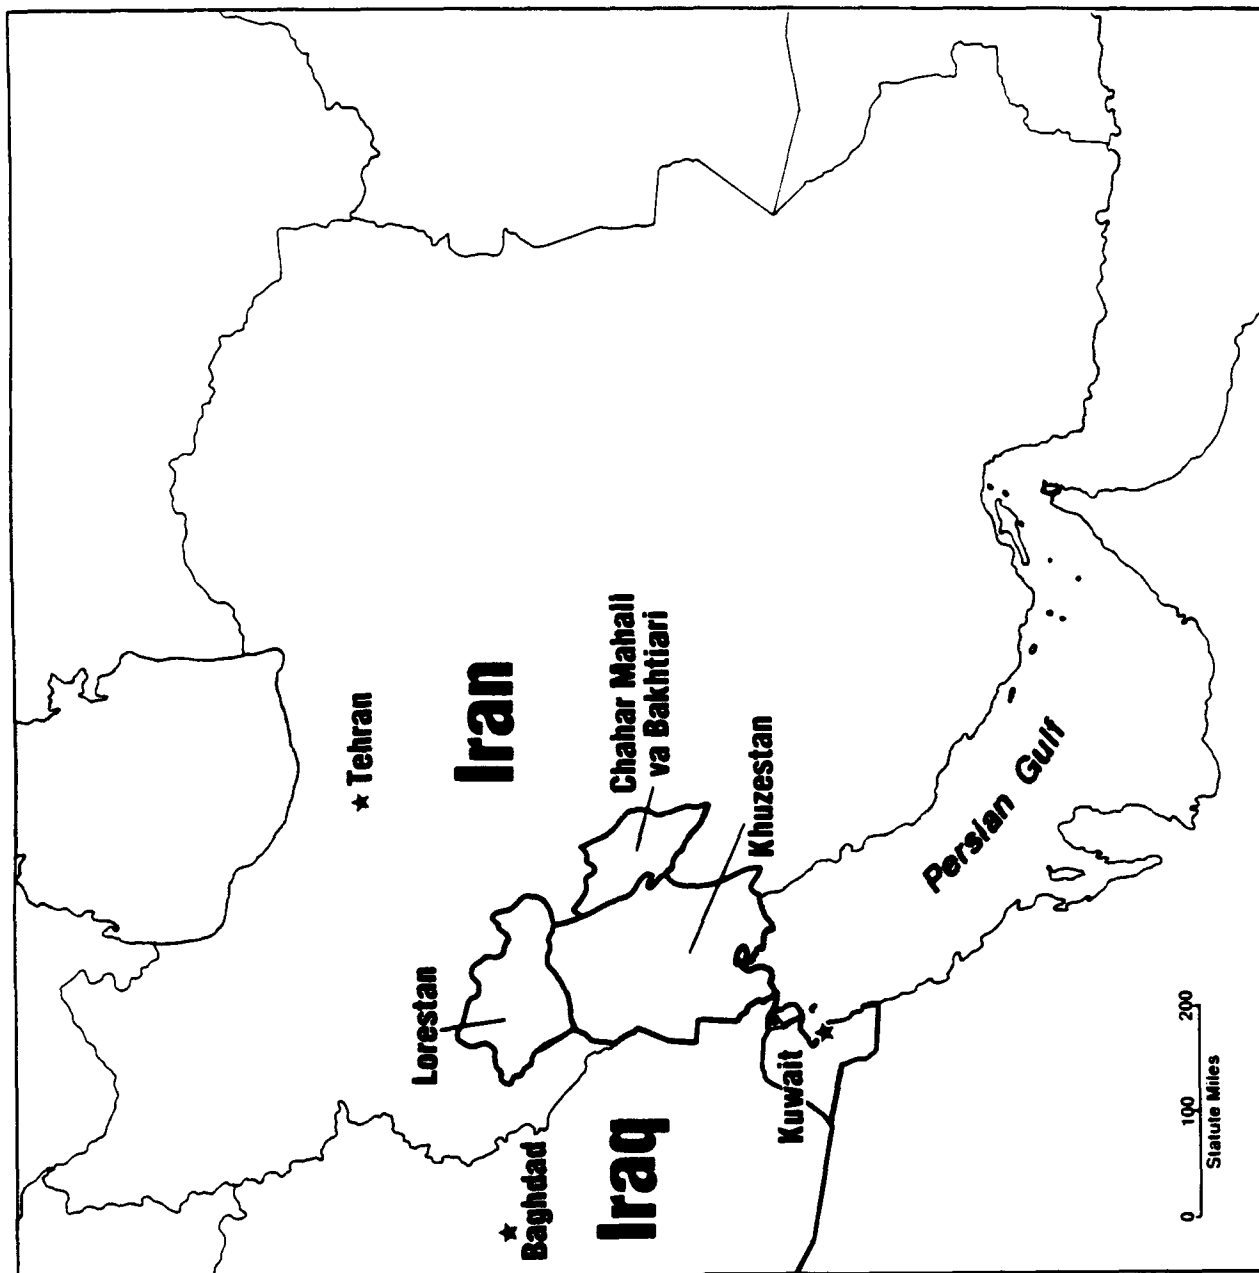 Tehran
Iran
Lorestan
Chahar Mahall
va Bakhtiari
Khuzestan
Baghdad
Iraq
Kuwait
Persian Gulf
0 100 200
Statute Miles